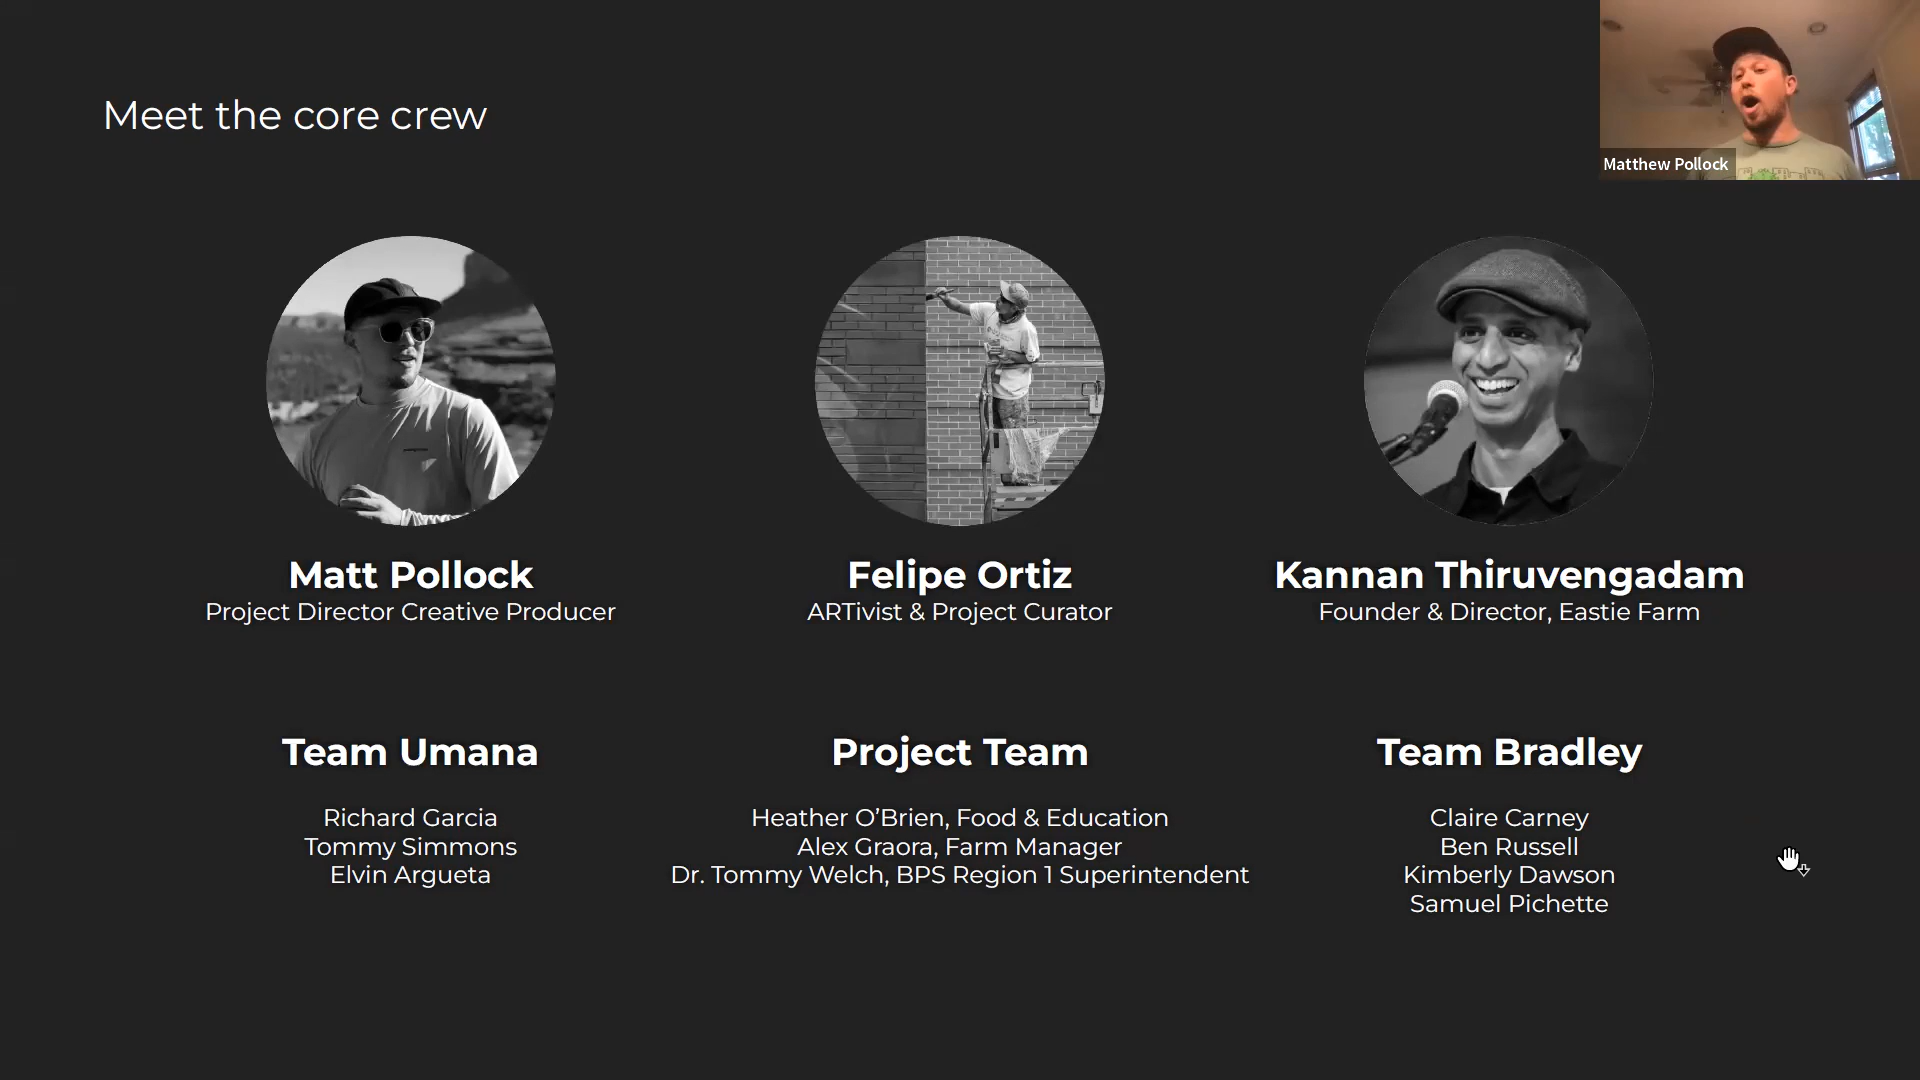 Meet the core crew
Matthew Pollock
Matt Pollock
Project Director Creative Producer
Felipe Ortiz
ARTivist & Project Curator
Kannan Thiruvengadam
Founder & Director, Eastie Farm
Team Umana
Richard Garcia
Tommy Simmons
Elvin Argueta
Project Team
Heather O’Brien, Food & Education
Alex Graora, Farm Manager
Dr. Tommy Welch, BPS Region 1 Superintendent
Team Bradley
Claire Carney
Ben Russell
Kimberly Dawson
Samuel Pichette